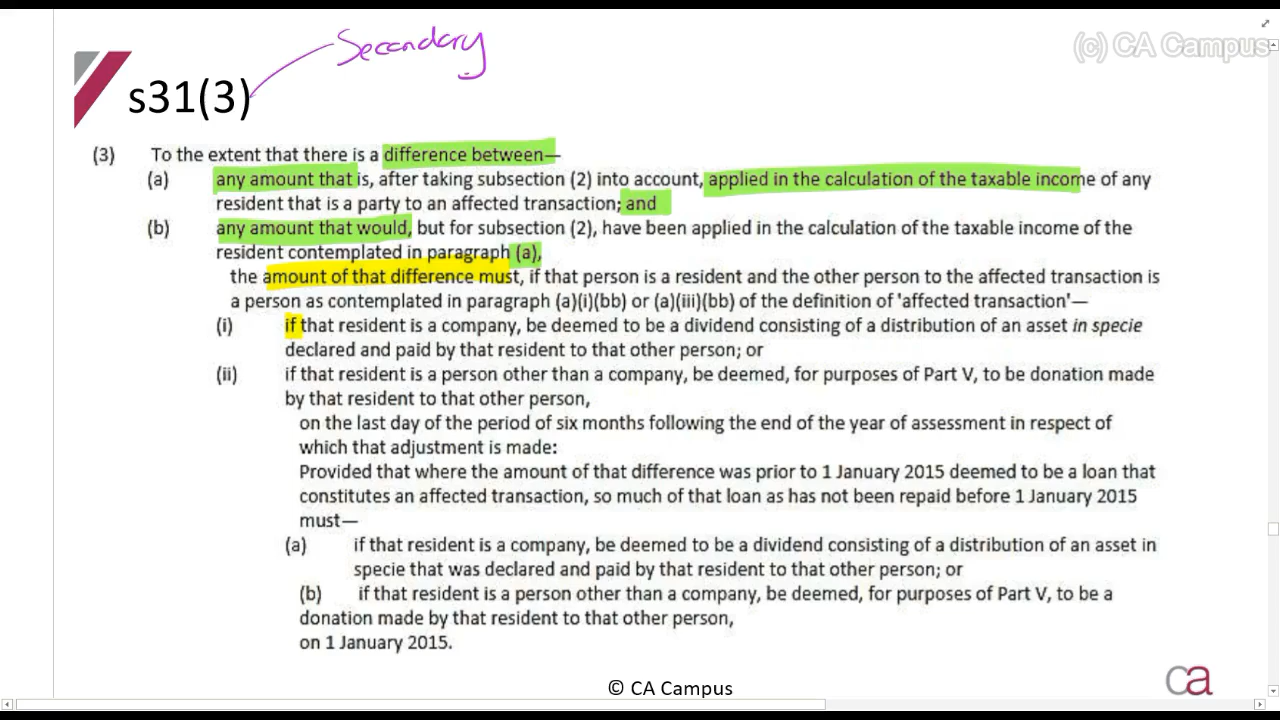 Secondary
(c) CA Campus
s31(3)
(3) To the extent that there is a difference between—
(a) any amount that is, after taking subsection (2) into account, applied in the calculation of the taxable income of any
resident that is a party to an affected transaction; and
(b) any amount that would, but for subsection (2), have been applied in the calculation of the taxable income of the
resident contemplated in paragraph (a),
the amount of that difference must, if that person is a resident and the other person to the affected transaction is
a person as contemplated in paragraph (a)(i)(bb) or (a)(iii)(bb) of the definition of 'affected transaction'—
(i) if that resident is a company, be deemed to be a dividend consisting of a distribution of an asset in specie
declared and paid by that resident to that other person; or
(ii) if that resident is a person other than a company, be deemed, for purposes of Part V, to be donation made
by that resident to that other person,
on the last day of the period of six months following the end of the year of assessment in respect of
which that adjustment is made:
Provided that where the amount of that difference was prior to 1 January 2015 deemed to be a loan that
constitutes an affected transaction, so much of that loan as has not been repaid before 1 January 2015
must—
(a) if that resident is a company, be deemed to be a dividend consisting of a distribution of an asset in
specie that was declared and paid by that resident to that other person; or
(b) if that resident is a person other than a company, be deemed, for purposes of Part V, to be a
donation made by that resident to that other person,
on 1 January 2015.
© CA Campus
ca